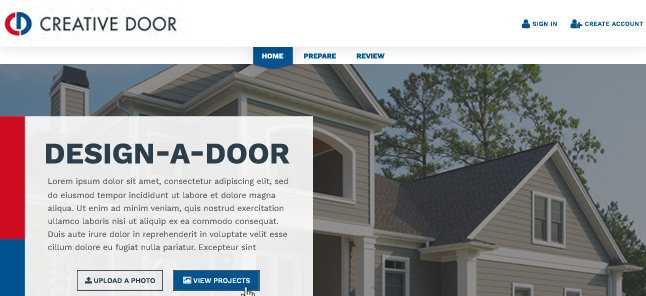 CREATIVE DOOR
SIGN IN
CREATE ACCOUNT
HOME
PREPARE
REVIEW
DESIGN-A-DOOR
Lorem ipsum dolor sit amet, consectetur adipiscing elit, sed
do eiusmod tempor incididunt ut labore et dolore magna
aliqua. Ut enim ad minim veniam, quis nostrud exercitation
ullamco laboris nisi ut aliquip ex ea commodo consequat.
Duis aute irure dolor in reprehenderit in voluptate velit esse
cillum dolore eu fugiat nulla pariatur. Excepteur sint
UPLOAD A PHOTO
VIEW PROJECTS